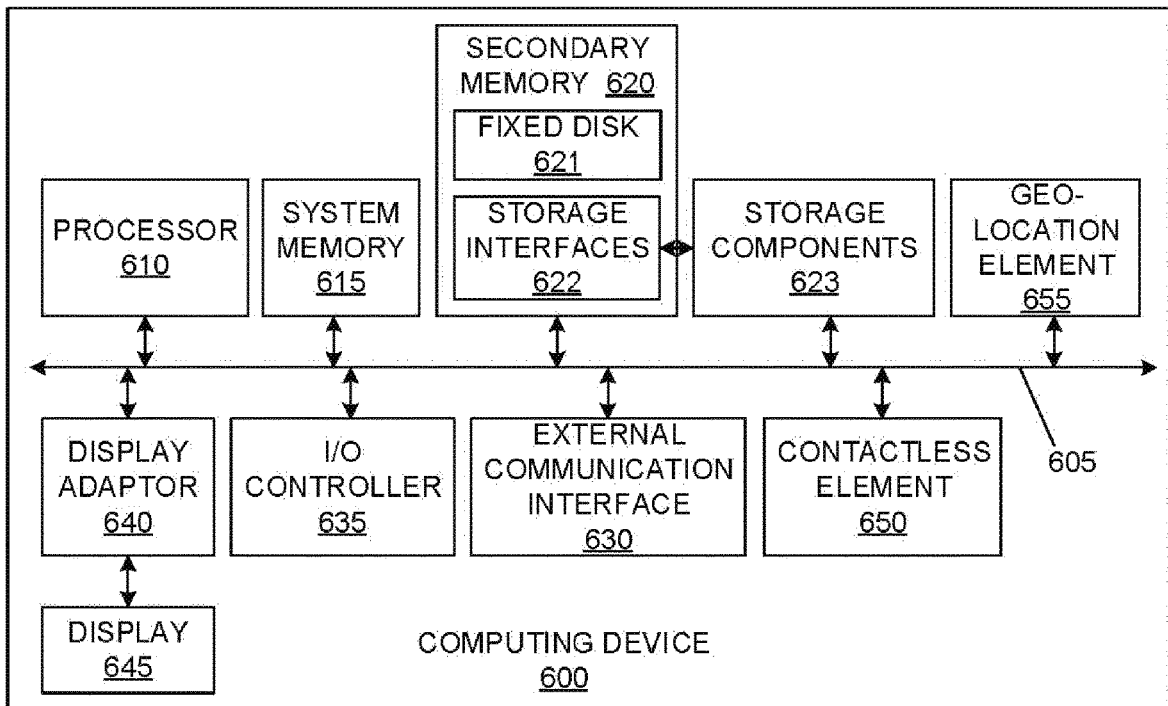 SECONDARY
MEMORY 620
FIXED DISK
621
STORAGE
INTERFACES
622
PROCESSOR
610
SYSTEM
MEMORY
615
STORAGE
COMPONENTS
623
GEO-
LOCATION
ELEMENT
655
DISPLAY
ADAPTOR
640
I/O
CONTROLLER
635
EXTERNAL
COMMUNICATION
INTERFACE
630
CONTACTLESS
ELEMENT
650
605
DISPLAY
645
COMPUTING DEVICE
600